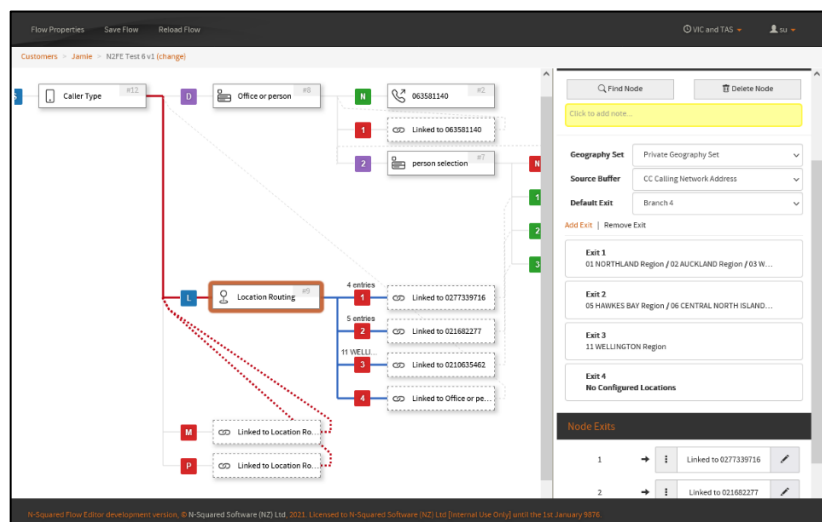 Flow Properties Save Flow Reload Flow VIC and TAS su
Customers > Jamie > N2FE Test 6 v1 (change)
Caller Type #12
D Office or person #8
N 063581140 #2
1 Linked to 063581140
2 person selection #7
N
1
2
3
L Location Routing #9
4 entries
1 Linked to 0277339716
5 entries
2 Linked to 021682277
11 WELLI...
3 Linked to 0210635462
4 Linked to Office or pe...
M Linked to Location Ro...
P Linked to Location Ro...
Find Node Delete Node
Click to add note...
Geography Set Private Geography Set
Source Buffer CC Calling Network Address
Default Exit Branch 4
Add Exit | Remove Exit
Exit 1
01 NORTHLAND Region / 02 AUCKLAND Region / 03 W...
Exit 2
05 HAWKES BAY Region / 06 CENTRAL NORTH ISLAND...
Exit 3
11 WELLINGTON Region
Exit 4
No Configured Locations
Node Exits
1 Linked to 0277339716
2 Linked to 021682277
N-Squared Flow Editor development version, © N-Squared Software (NZ) Ltd, 2021. Licensed to N-Squared Software (NZ) Ltd [Internal Use Only] until the 1st January 9876